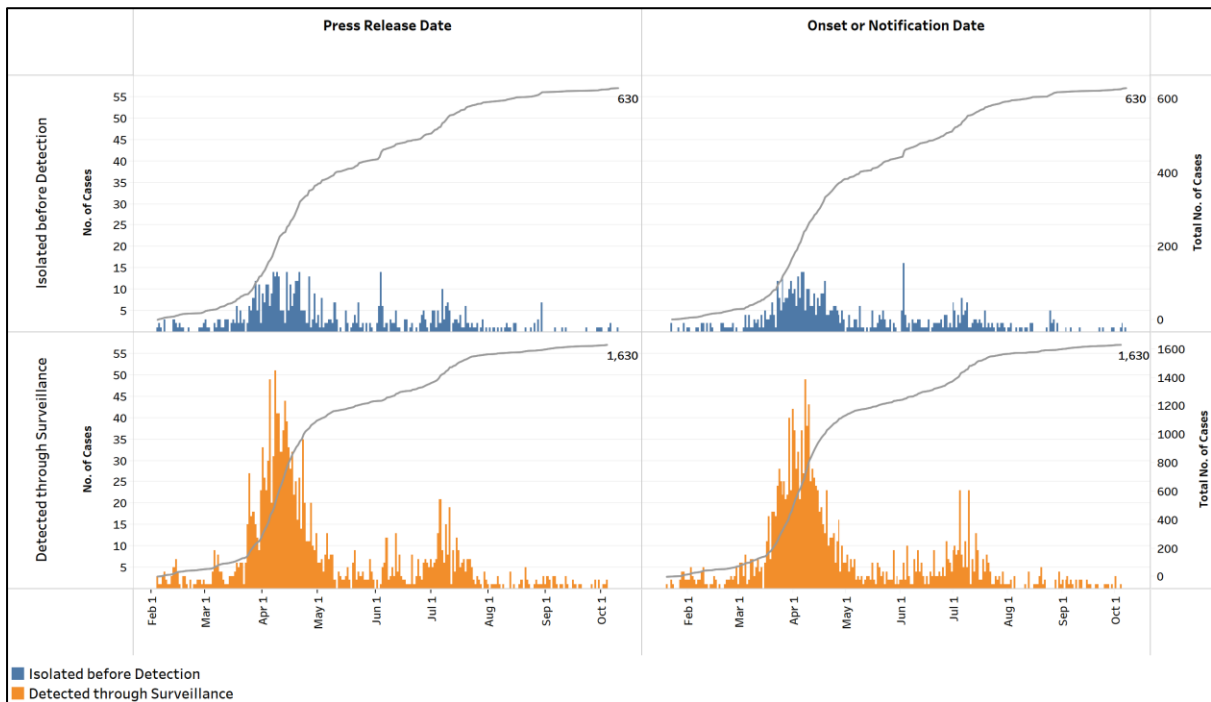 Press Release Date
Onset or Notification Date
Isolated before Detection
No. of Cases
55
50
45
40
35
30
25
20
15
10
5
630
630
600
400
200
0
Total No. of Cases
Detected through Surveillance
No. of Cases
55
50
45
40
35
30
25
20
15
10
5
1,630
1,630
1600
1400
1200
1000
800
600
400
200
0
Total No. of Cases
Feb 1
Mar 1
Apr 1
May 1
Jun 1
Jul 1
Aug 1
Sep 1
Oct 1
Feb 1
Mar 1
Apr 1
May 1
Jun 1
Jul 1
Aug 1
Sep 1
Oct 1
Isolated before Detection
Detected through Surveillance